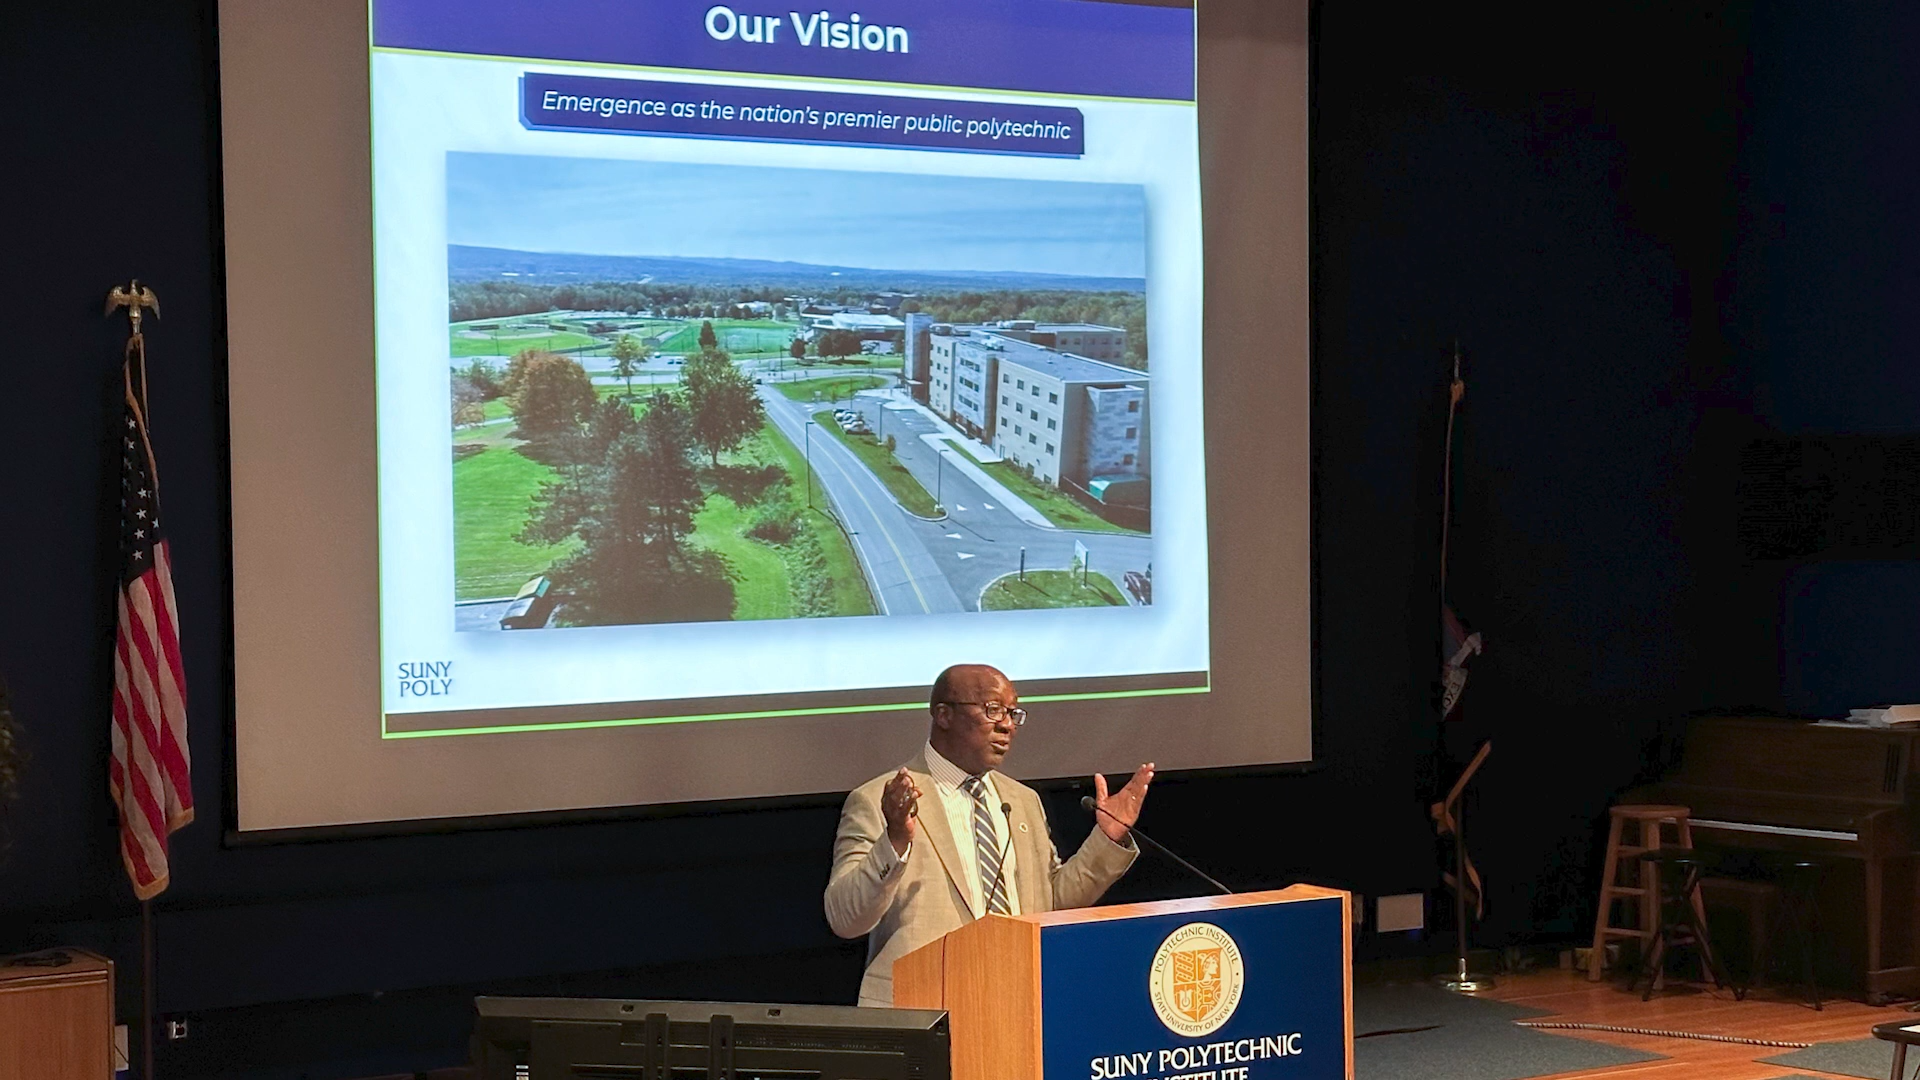 Our Vision
Emergence as the nation's premier public polytechnic
SUNY
POLY
POLYTECHNIC INSTITUTE
STATE UNIVERSITY OF NEW YORK
SUNY POLYTECHNIC
INSTITUTE